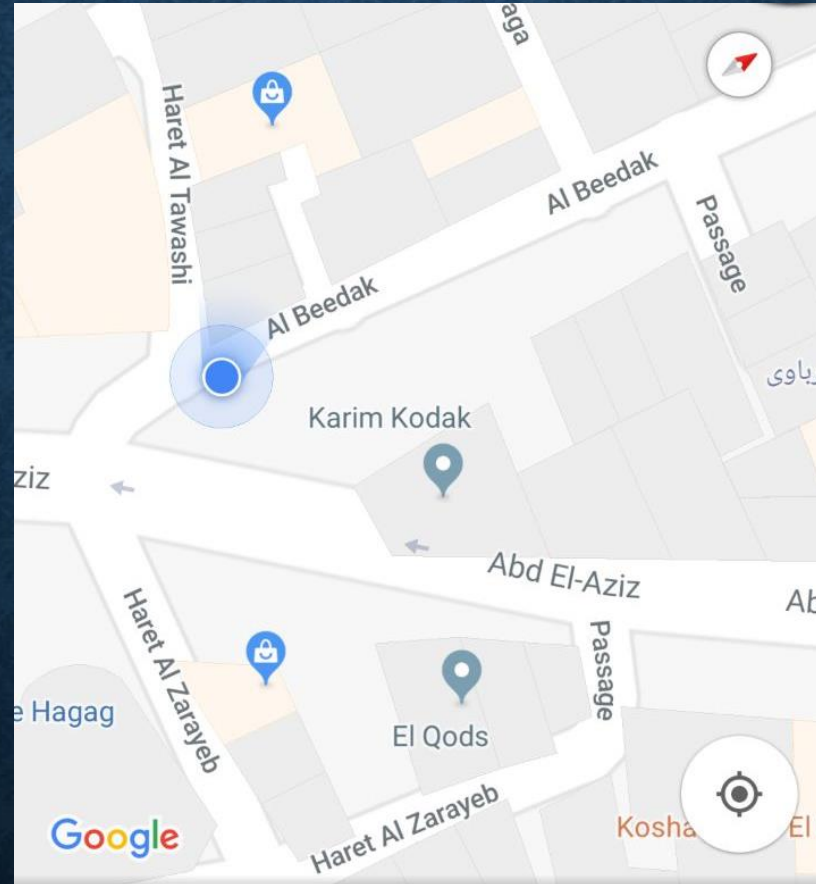 aga
Haret Al Tawashi
Al Beedak
Passage
Al Beedak
رباوى
Karim Kodak
ziz
Abd El-Aziz
Ab
Haret Al Zarayeb
Passage
e Hagag
El Qods
Google
Haret Al Zarayeb
Kosha
El